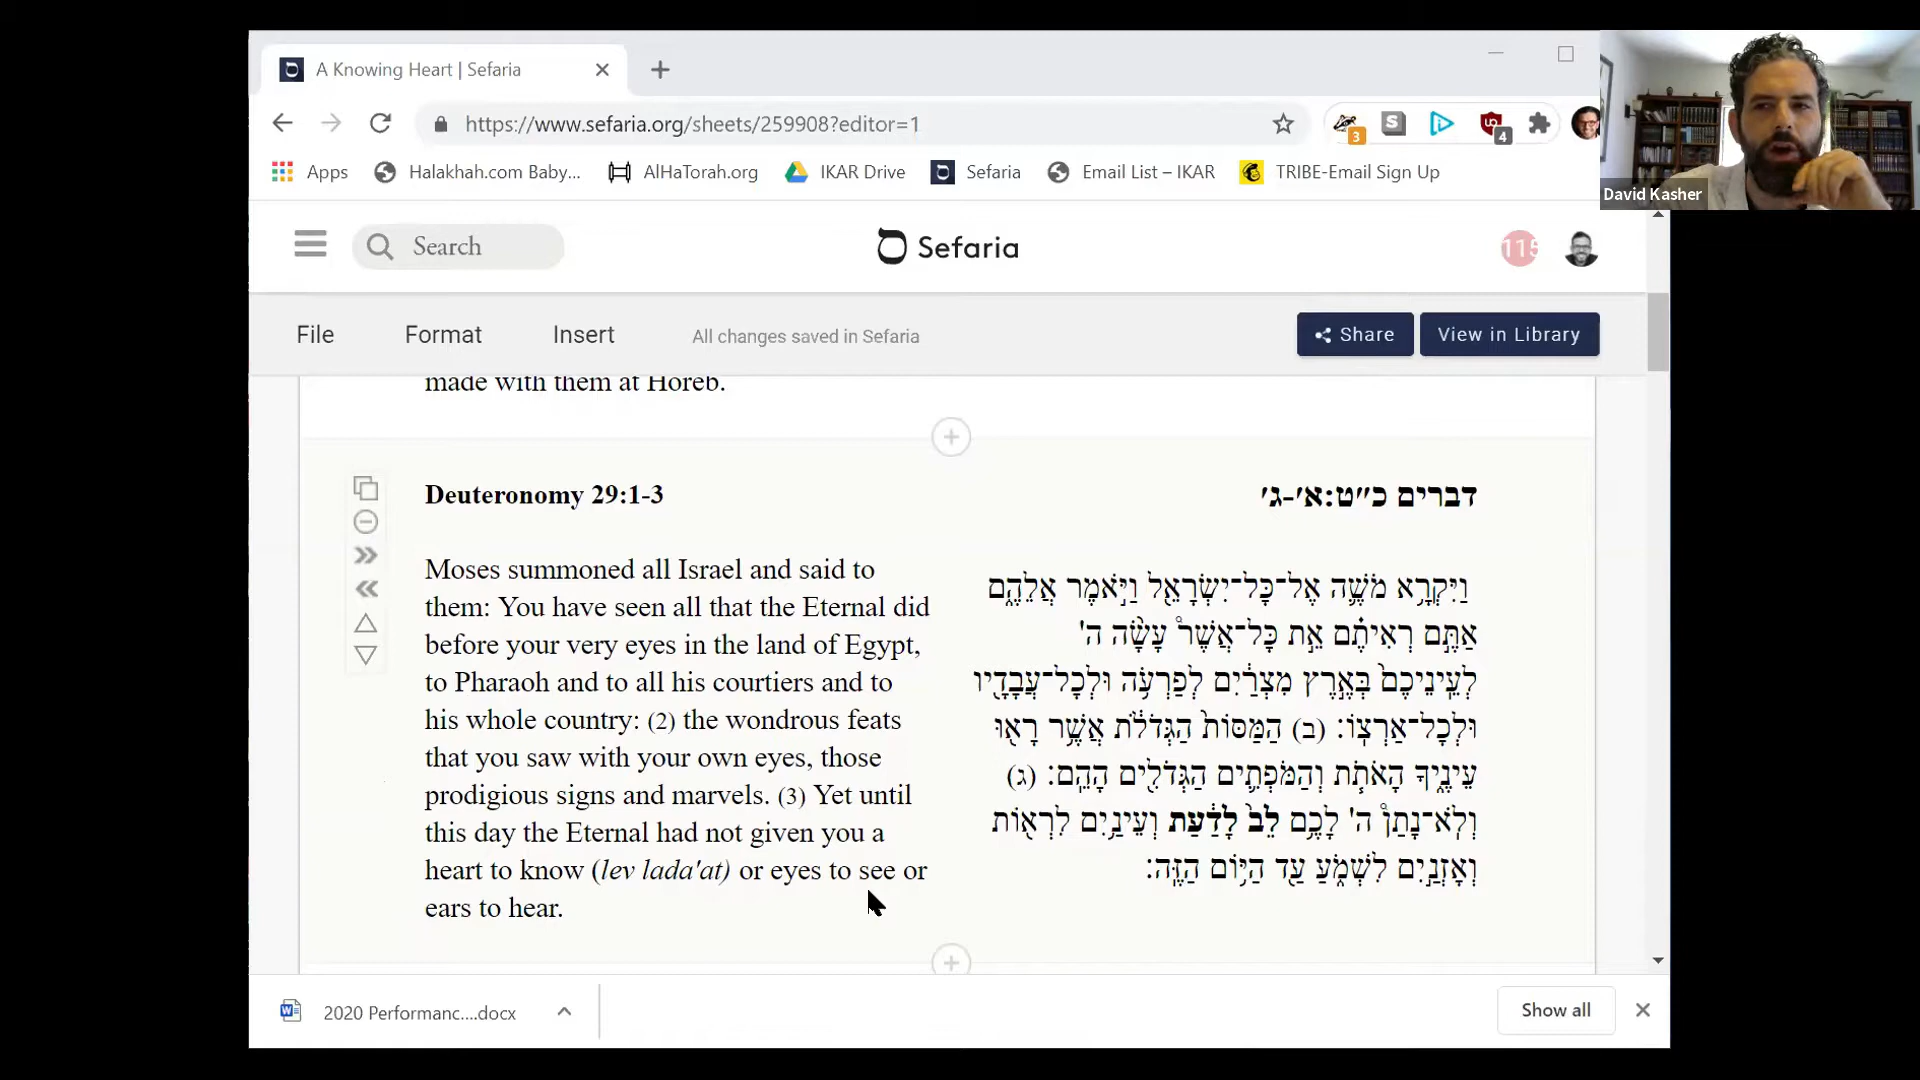 A Knowing Heart | Sefaria
https://www.sefaria.org/sheets/259908?editor=1
3
S
4
Apps
Halakhah.com Baby...
AlHaTorah.org
IKAR Drive
Sefaria
Email List – IKAR
TRIBE-Email Sign Up
David Kasher
Search
Sefaria
115
File
Format
Insert
All changes saved in Sefaria
Share
View in Library
made with them at Horeb.
Deuteronomy 29:1-3
Moses summoned all Israel and said to
them: You have seen all that the Eternal did
before your very eyes in the land of Egypt,
to Pharaoh and to all his courtiers and to
his whole country: (2) the wondrous feats
that you saw with your own eyes, those
prodigious signs and marvels. (3) Yet until
this day the Eternal had not given you a
heart to know (lev lada'at) or eyes to see or
ears to hear.
דברים כ״ט:א׳-ג׳
וַיִּקְרָ֥א מֹשֶׁ֛ה אֶל־כָּל־יִשְׂרָאֵ֖ל וַיֹּ֣אמֶר אֲלֵהֶ֑ם
אַתֶּ֣ם רְאִיתֶ֗ם אֵ֣ת כָּל־אֲשֶׁר֩ עָשָׂ֨ה ה'
לְעֵֽינֵיכֶם֙ בְּאֶ֣רֶץ מִצְרַ֔יִם לְפַרְעֹ֥ה וּלְכָל־עֲבָדָ֖יו
וּלְכָל־אַרְצֽוֹ׃ (ב) הַמַּסּוֹת֙ הַגְּדֹלֹ֔ת אֲשֶׁ֥ר רָא֖וּ
עֵינֶ֑יךָ הָאֹתֹ֧ת וְהַמֹּפְתִ֛ים הַגְּדֹלִ֖ים הָהֵֽם׃ (ג)
וְלֹֽא־נָתַן֩ ה' לָכֶ֥ם לֵב֙ לָדַ֔עַת וְעֵינַ֥יִם לִרְא֖וֹת
וְאָזְנַ֣יִם לִשְׁמֹ֑עַ עַ֖ד הַיּ֥וֹם הַזֶּֽה׃
2020 Performanc....docx
Show all